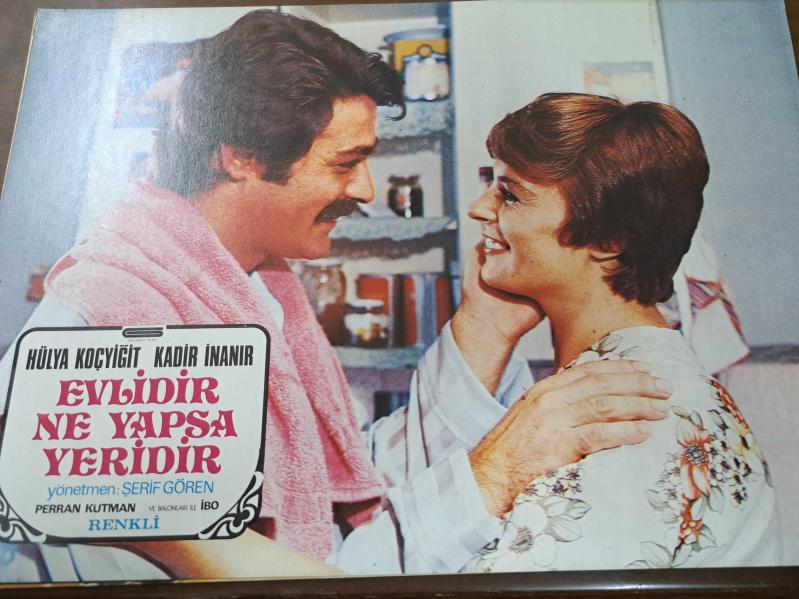 HÜLYA KOÇYİĞİT KADİR İNANIR
EVLİDİR
NE YAPSA
YERİDİR
yönetmen: ŞERİF GÖREN
PERRAN KUTMAN VE BALONLARI İLE İBO
RENKLİ